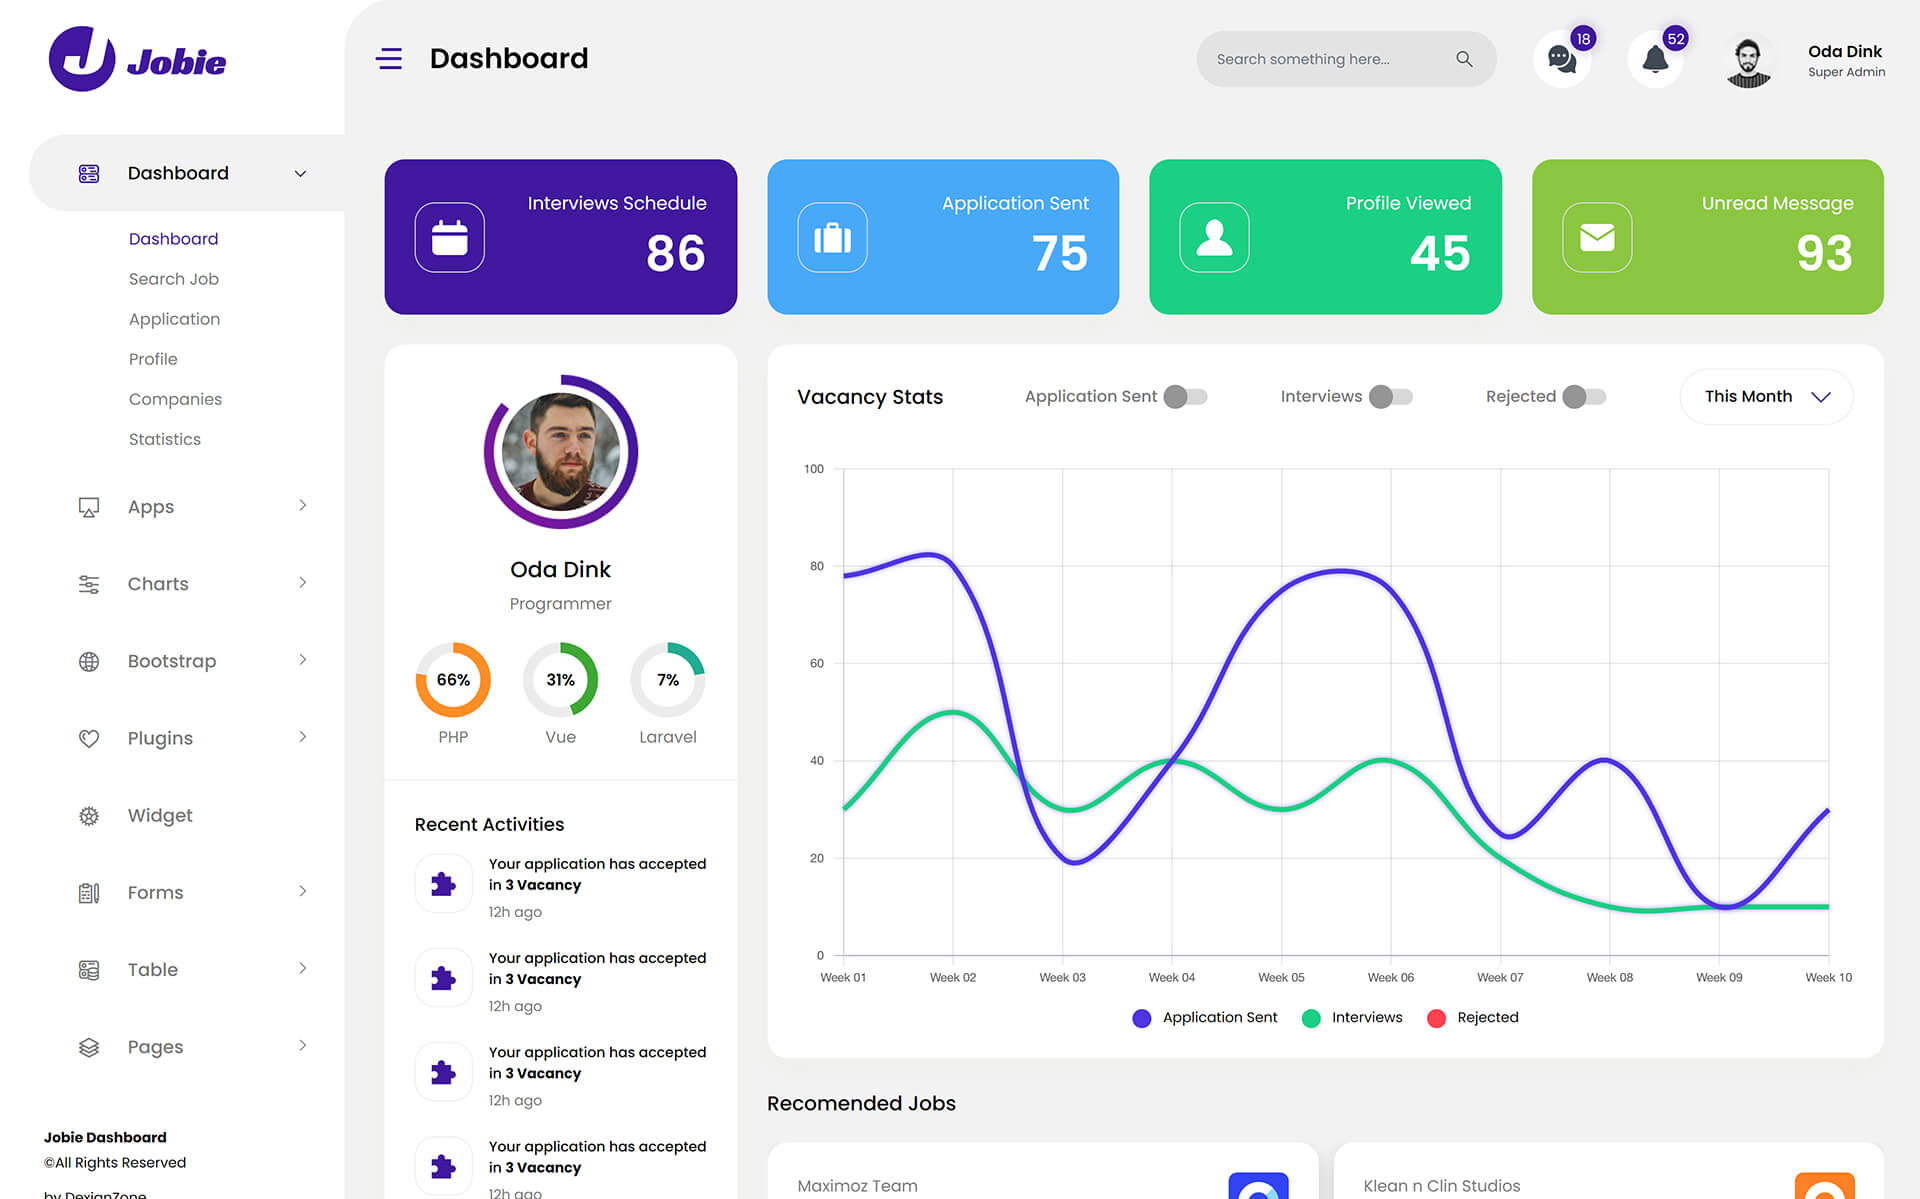 Jobie
Dashboard
Search something here...
18
52
Oda Dink
Super Admin
Dashboard
Dashboard
Search Job
Application
Profile
Companies
Statistics
Apps
Charts
Bootstrap
Plugins
Widget
Forms
Table
Pages
Jobie Dashboard
©All Rights Reserved
by DexignZone
Interviews Schedule
86
Application Sent
75
Profile Viewed
45
Unread Message
93
Oda Dink
Programmer
66%
31%
7%
PHP
Vue
Laravel
Recent Activities
Your application has accepted
in 3 Vacancy
12h ago
Your application has accepted
in 3 Vacancy
12h ago
Your application has accepted
in 3 Vacancy
12h ago
Your application has accepted
in 3 Vacancy
12h ago
Vacancy Stats
Application Sent
Interviews
Rejected
This Month
100
80
60
40
20
0
Week 01
Week 02
Week 03
Week 04
Week 05
Week 06
Week 07
Week 08
Week 09
Week 10
Application Sent
Interviews
Rejected
Recomended Jobs
Maximoz Team
Klean n Clin Studios